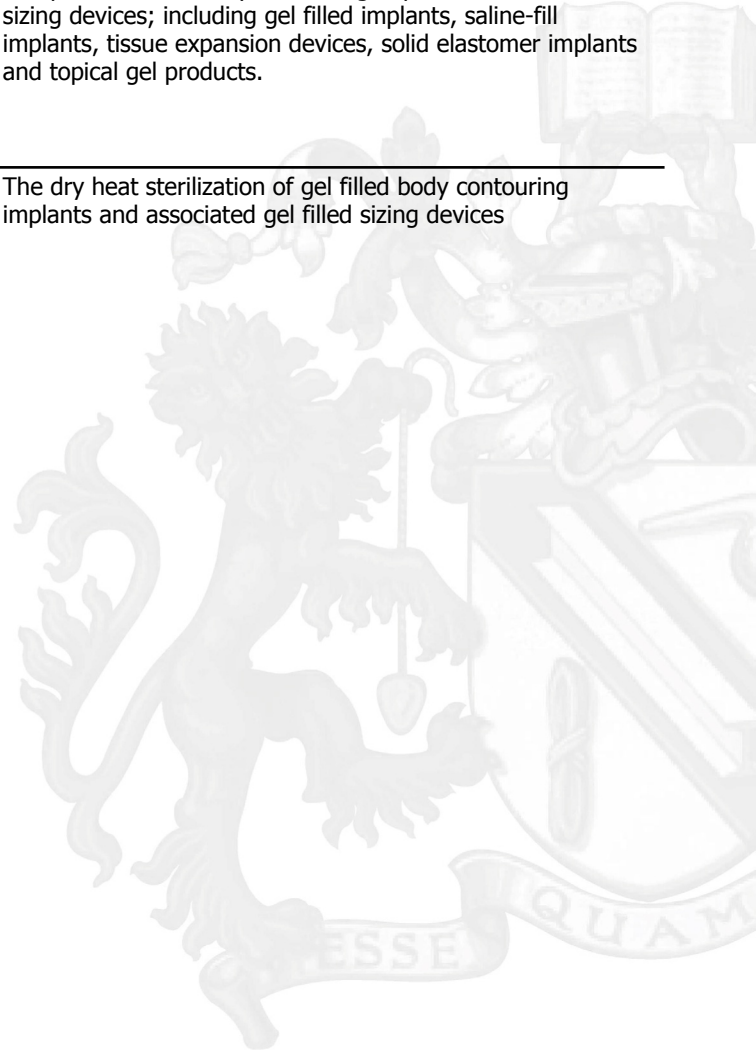 sizing devices; including gel filled implants, saline-fill
implants, tissue expansion devices, solid elastomer implants
and topical gel products.
The dry heat sterilization of gel filled body contouring
implants and associated gel filled sizing devices
ESSE QUAM